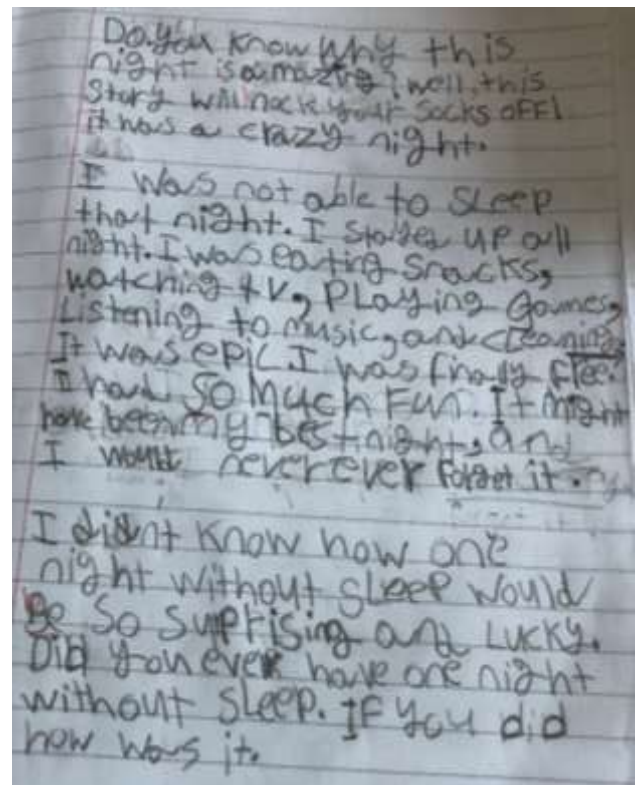 Do you know why this
night is amazing? well, this
story will nock your socks off!
it was a crazy night.
I was not able to sleep
that night. I stayed up all
night. I was eating snacks,
watching tv, playing games,
Listening to music, and cleaning.
It was epic. I was finally free.
I had so much fun. It might
have been my best night, and
I would never ever forget it.
I didnt know how one
night without sleep would
Be so suprising and Lucky.
Did you ever have one night
without sleep. If you did
how was it.